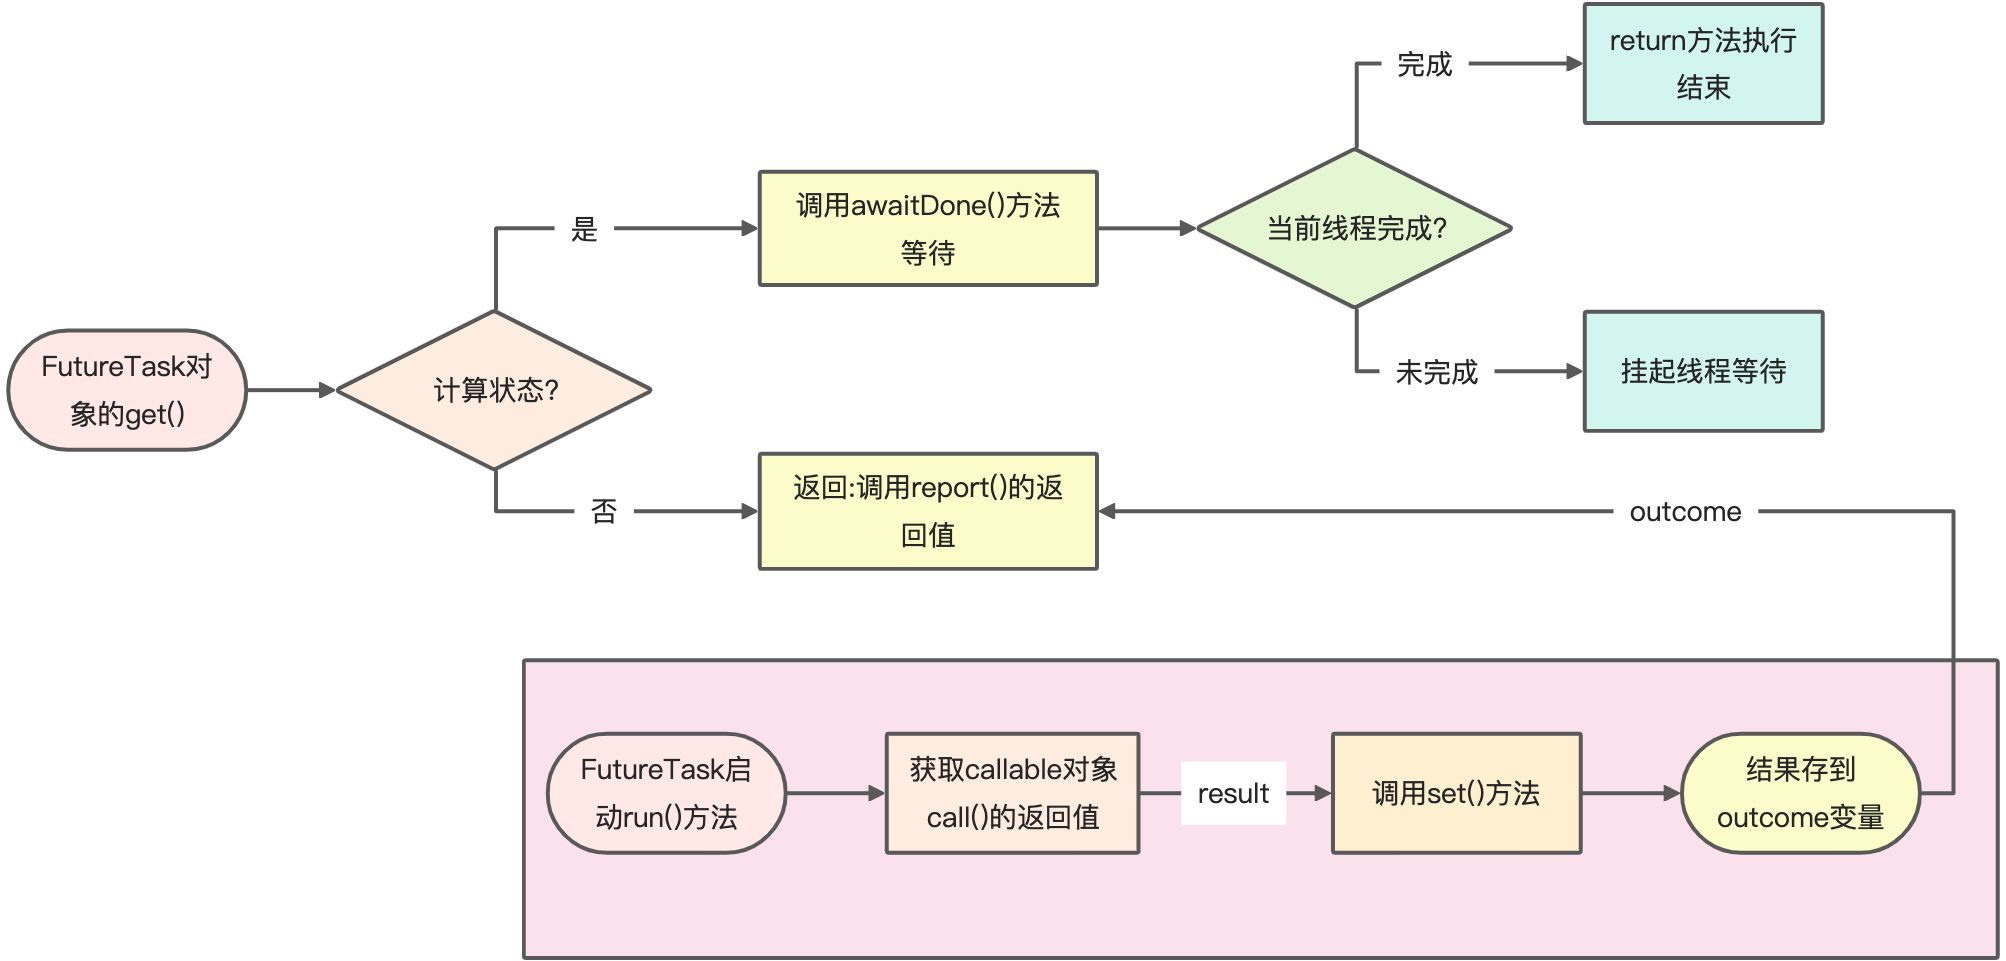 return方法执行
结束
完成
调用awaitDone()方法
等待
当前线程完成?
是
FutureTask对
象的get()
计算状态?
未完成
挂起线程等待
否
返回:调用report()的返
回值
outcome
FutureTask启
动run()方法
获取callable对象
call()的返回值
result
调用set()方法
结果存到
outcome变量